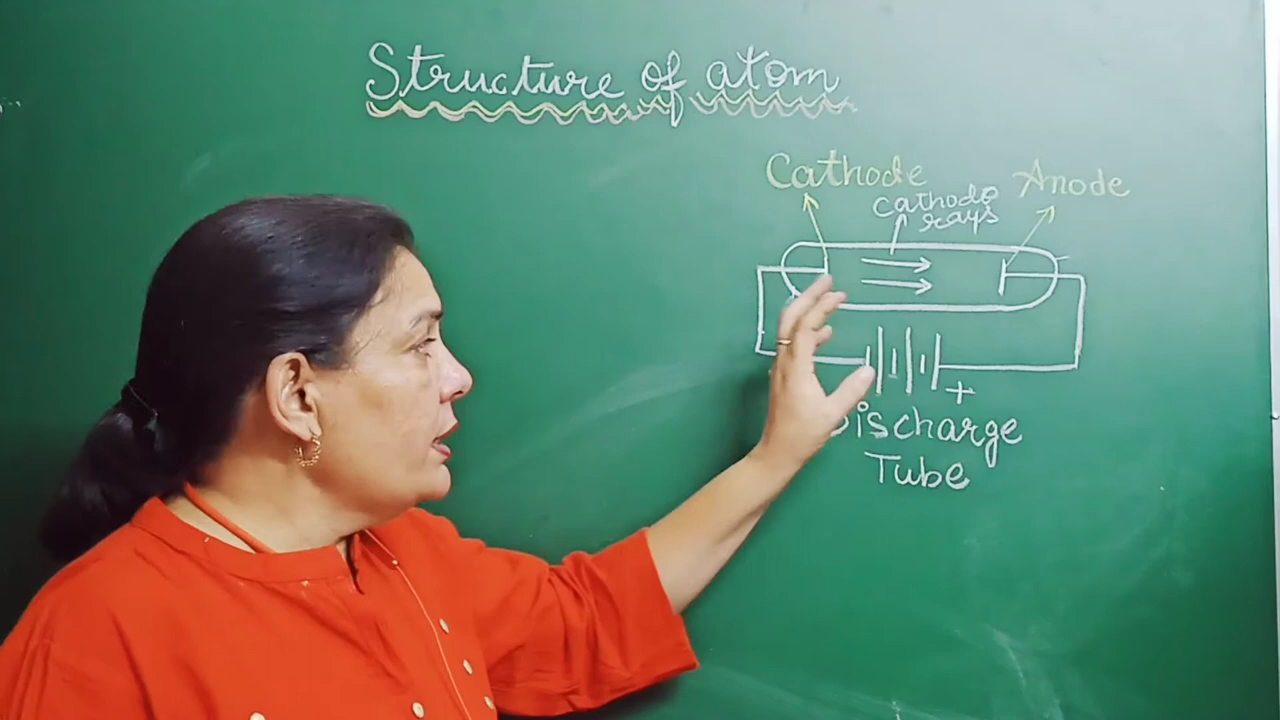 Structure of atom
Cathode
Anode
Cathode
rays
+
Discharge
Tube